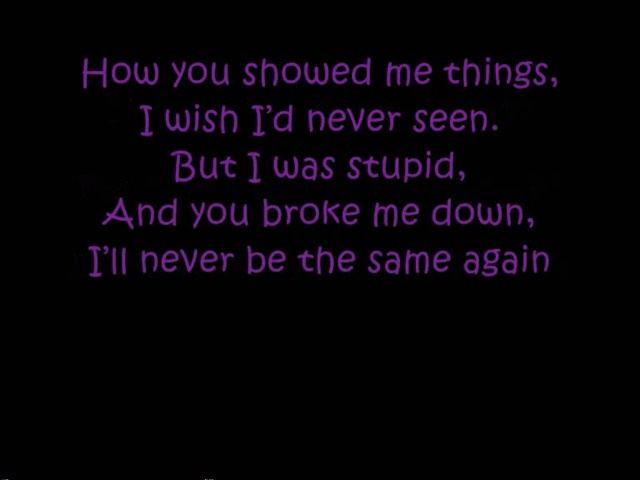 How you showed me things,
I wish I'd never seen.
But I was stupid,
And you broke me down,
I'll never be the same again